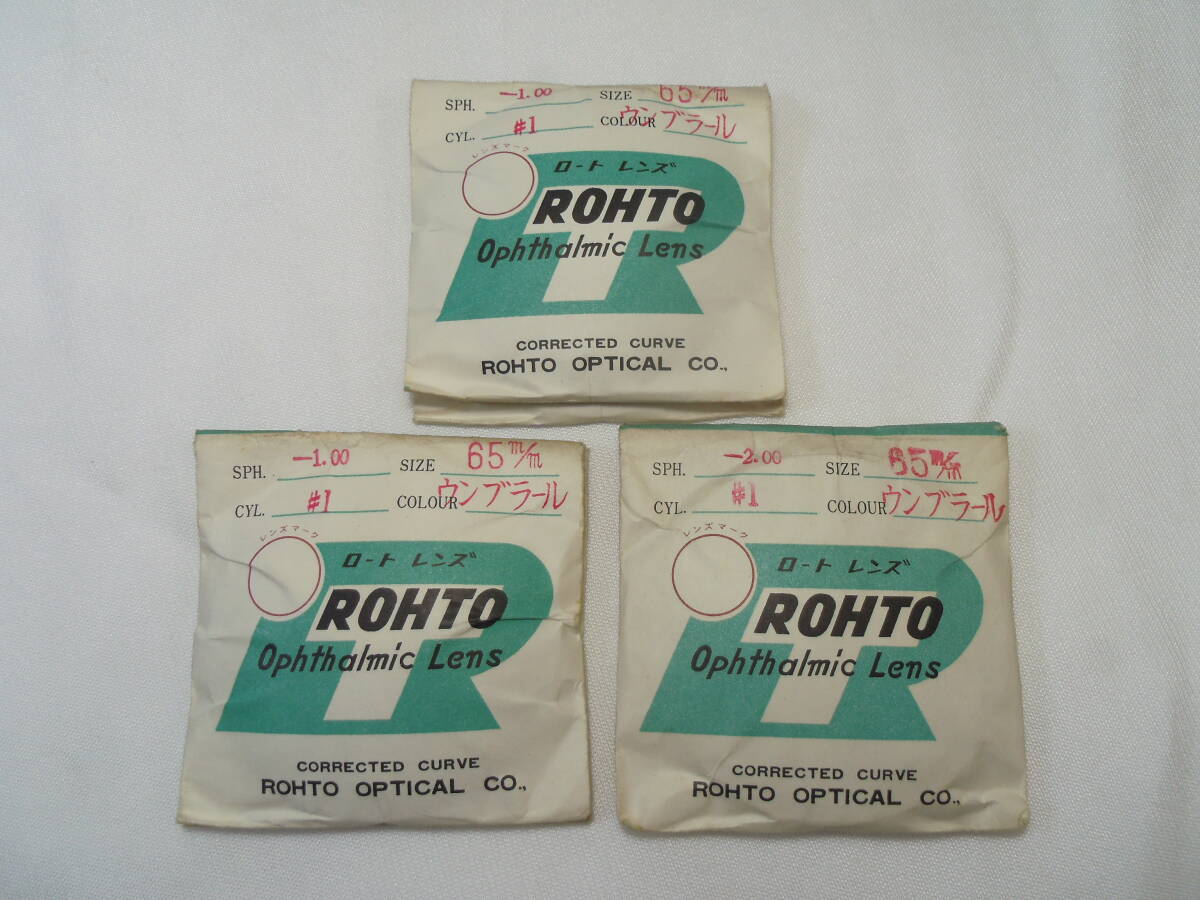 SPH. -1.00 SIZE 65 m/m
CYL. #1 COLOUR ウンブラール
レンズマーク
ロート レンズ
ROHTO
Ophthalmic Lens
CORRECTED CURVE
ROHTO OPTICAL CO.,
SPH. -1.00 SIZE 65 m/m
CYL. #1 COLOUR ウンブラール
レンズマーク
ロート レンズ
ROHTO
Ophthalmic Lens
CORRECTED CURVE
ROHTO OPTICAL CO.,
SPH. -2.00 SIZE 65 m/m
CYL. #1 COLOUR ウンブラール
レンズマーク
ロート レンズ
ROHTO
Ophthalmic Lens
CORRECTED CURVE
ROHTO OPTICAL CO.,